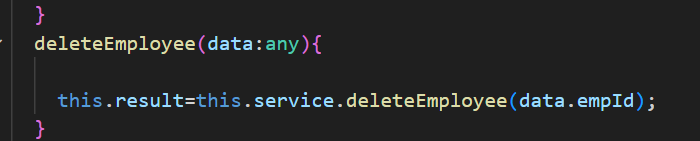 }
deleteEmployee(data:any){
this.result=this.service.deleteEmployee(data.empId);
}